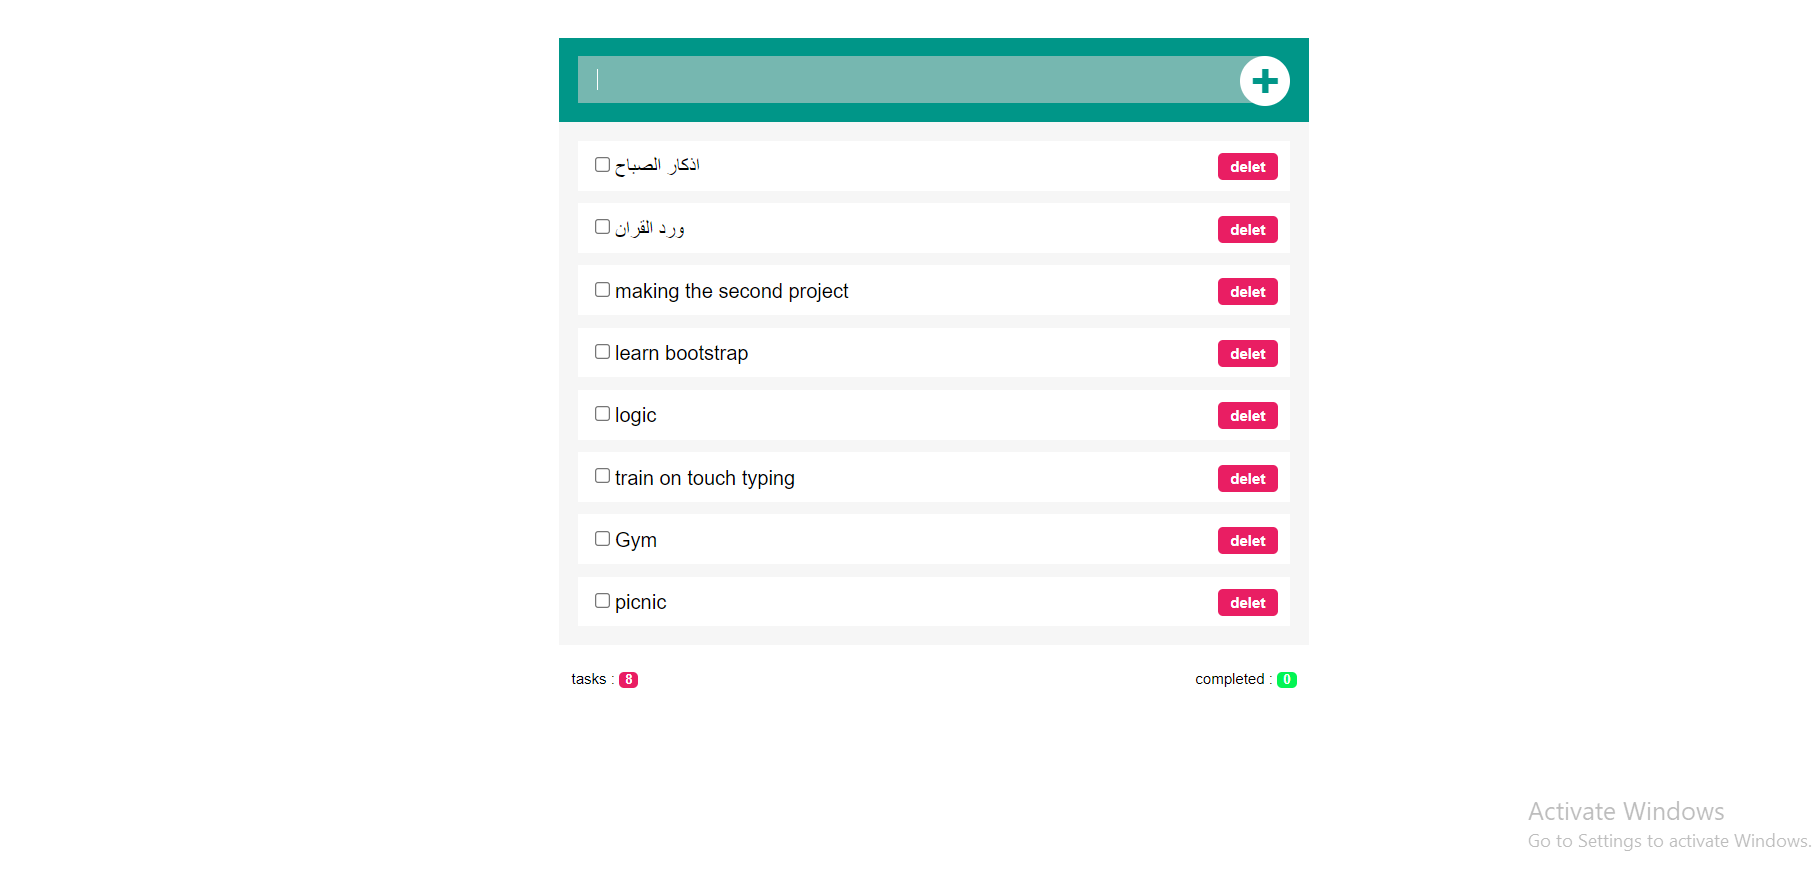 اذكار الصباح delet
ورد القران delet
making the second project delet
learn bootstrap delet
logic delet
train on touch typing delet
Gym delet
picnic delet
tasks : 8 completed : 0
Activate Windows
Go to Settings to activate Windows.